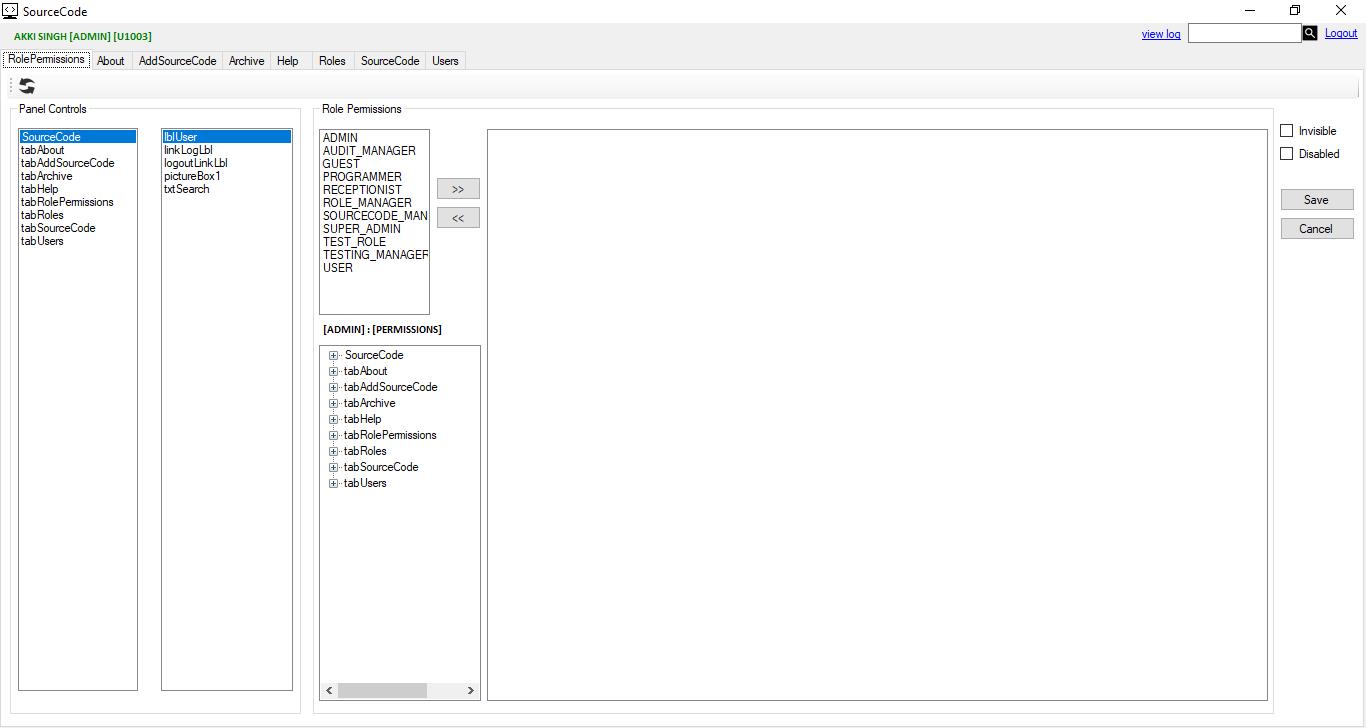 SourceCode
AKKI SINGH [ADMIN] [U1003]
view log
Logout
RolePermissions About AddSourceCode Archive Help Roles SourceCode Users
Panel Controls
SourceCode
tabAbout
tabAddSourceCode
tabArchive
tabHelp
tabRolePermissions
tabRoles
tabSourceCode
tabUsers
lblUser
linkLogLbl
logoutLinkLbl
pictureBox1
txtSearch
Role Permissions
ADMIN
AUDIT_MANAGER
GUEST
PROGRAMMER
RECEPTIONIST
ROLE_MANAGER
SOURCECODE_MAN
SUPER_ADMIN
TEST_ROLE
TESTING_MANAGER
USER
>>
<<
[ADMIN] : [PERMISSIONS]
SourceCode
tabAbout
tabAddSourceCode
tabArchive
tabHelp
tabRolePermissions
tabRoles
tabSourceCode
tabUsers
Invisible
Disabled
Save
Cancel